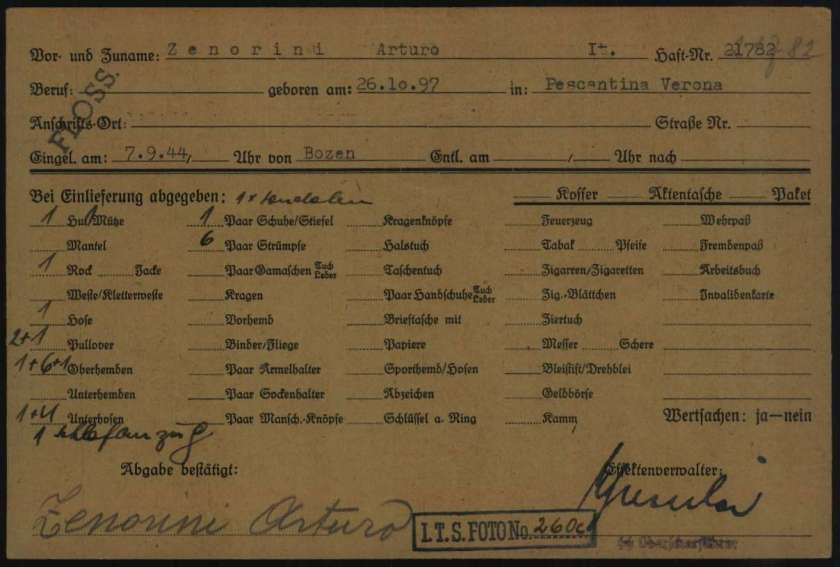 Vor- und Zuname: Zenorini Arturo It. Haft-Nr. 21782
FLOSS.
Beruf: geboren am: 26.10.97 in: Pescantina Verona
Anschrifts-Ort: Straße Nr.
Eingel. am: 7.9.44, Uhr von Bozen Entl. am / Uhr nach
Bei Einlieferung abgegeben: Koffer Aktentasche Paket
1 Hut/Mütze 1 Paar Schuhe/Stiefel Kragenknöpfe Feuerzeug Wehrpaß
Mantel 6 Paar Strümpfe Halstuch Tabak Pfeife Fremdenpaß
1 Rock Jacke Paar Gamaschen Tuch Leder Taschentuch Zigarren/Zigaretten Arbeitsbuch
Weste/Kletterweste Kragen Paar Handschuhe Tuch Leder Zig.-Blättchen Invalidenkarte
1 Hose Vorhemd Brieftasche mit Ziertuch
2+1 Pullover Binder/Fliege Papiere Messer Schere
1+6+1 Oberhemden Paar Armelhalter Sporthemd/Hosen Bleistift/Drehblei
Unterhemden Paar Sockenhalter Abzeichen Geldbörse
1+4 Unterhosen Paar Mansch.-Knöpfe Schlüssel a. Ring Kamm Wertsachen: ja—nein
1 Schlafanzug
Abgabe bestätigt: Effektenverwalter:
Zenorini Arturo
I.T.S. FOTO No.